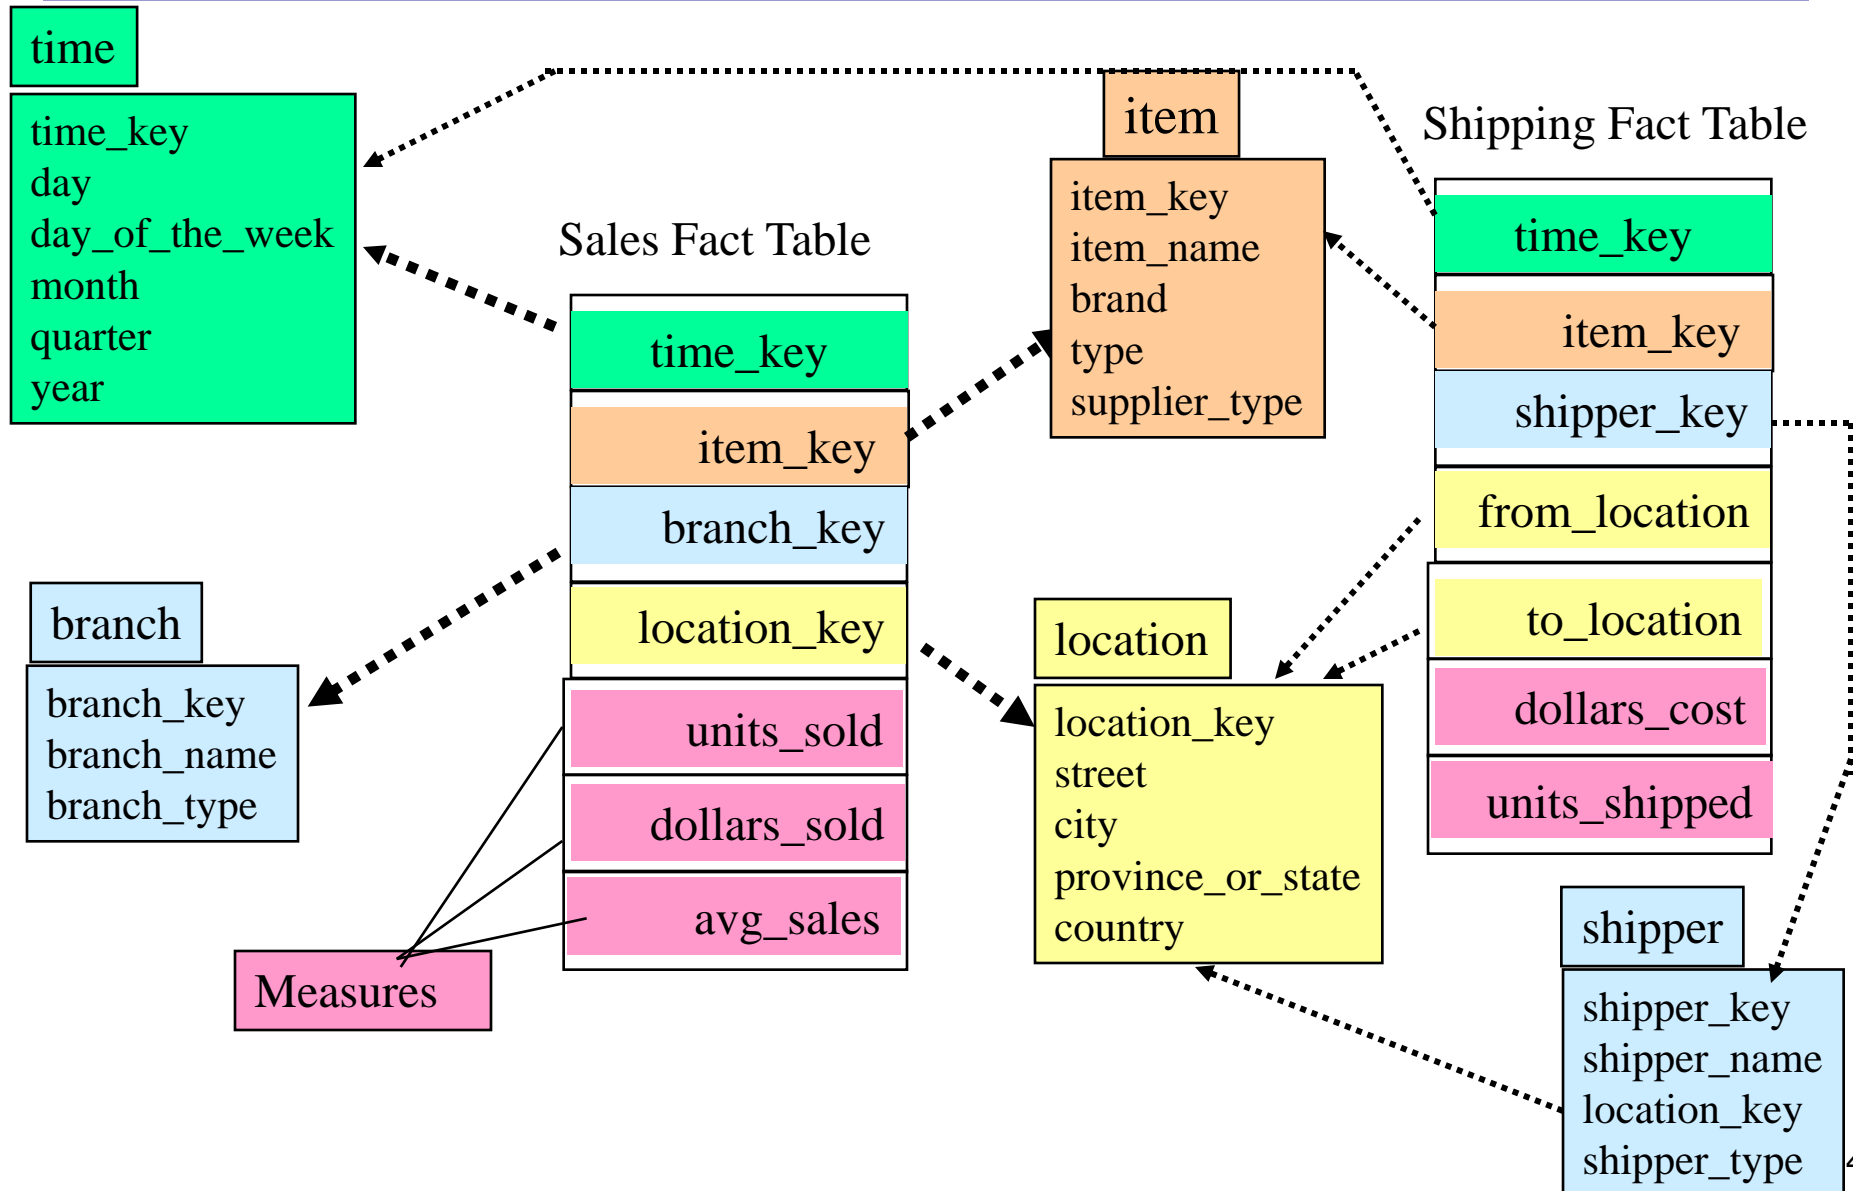 time
time_key
day
day_of_the_week
month
quarter
year
Sales Fact Table
time_key
item_key
branch_key
location_key
units_sold
dollars_sold
avg_sales
Measures
branch
branch_key
branch_name
branch_type
item
item_key
item_name
brand
type
supplier_type
location
location_key
street
city
province_or_state
country
Shipping Fact Table
time_key
item_key
shipper_key
from_location
to_location
dollars_cost
units_shipped
shipper
shipper_key
shipper_name
location_key
shipper_type